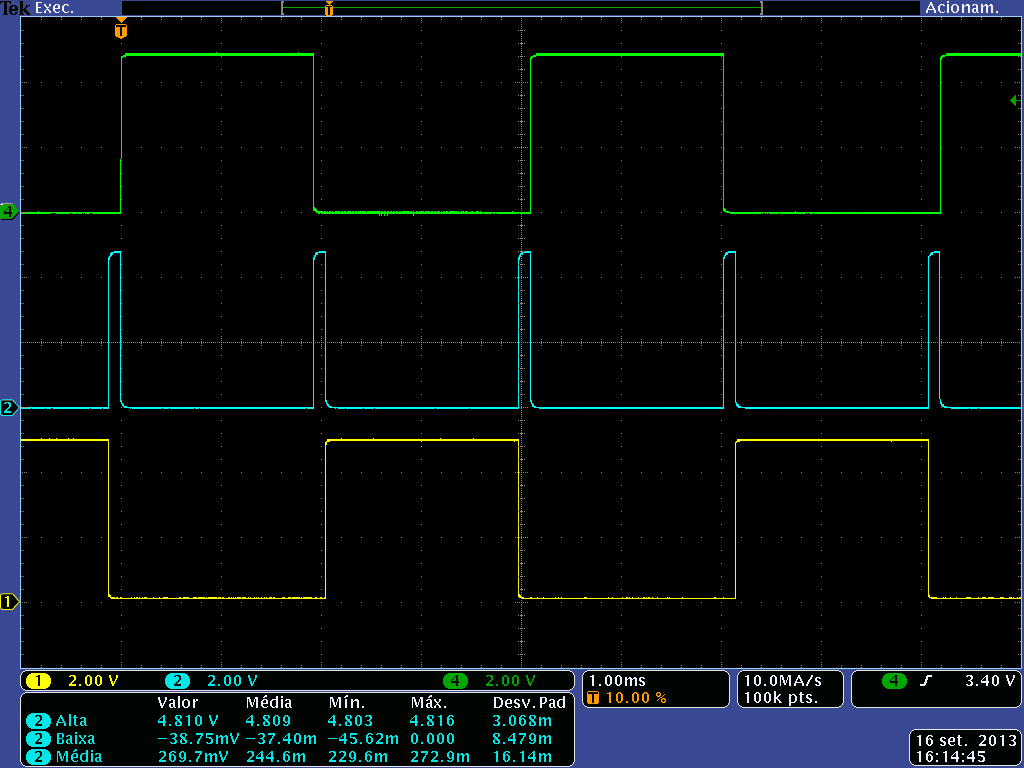 Tek Exec. Acionam.
T
T
4
2
1
1 2.00 V 2 2.00 V 4 2.00 V
1.00ms
T 10.00 %
10.0MA/s
100k pts.
4 3.40 V
Valor Média Mín. Máx. Desv.Pad
2 Alta 4.810 V 4.809 4.803 4.816 3.068m
2 Baixa −38.75mV −37.40m −45.62m 0.000 8.479m
2 Média 269.7mV 244.6m 229.6m 272.9m 16.14m
16 set. 2013
16:14:45